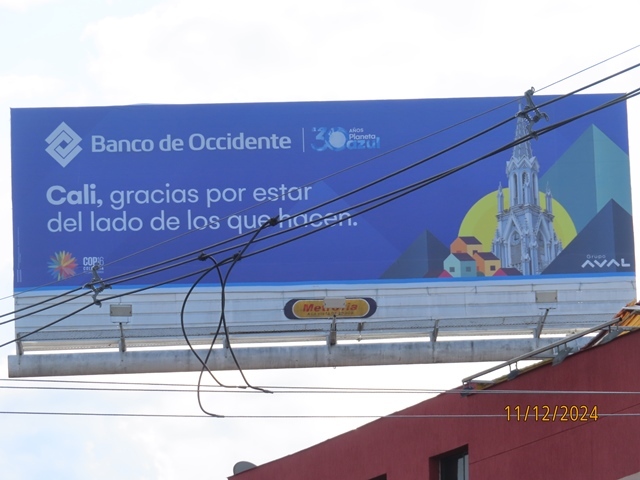 Banco de Occidente
30 AÑOS
Planeta
azul
Cali, gracias por estar
del lado de los que hacen.
COP16
Grupo
AVAL
11/12/2024